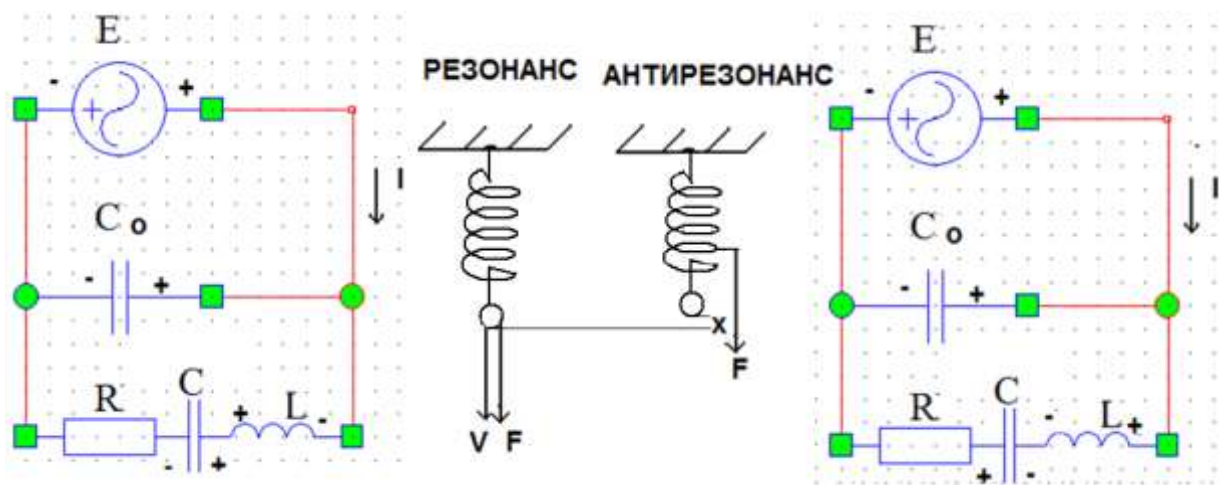 E
- +
I
C o
- +
R C L
- + + -
РЕЗОНАНС АНТИРЕЗОНАНС
X
V F
F
E
- +
I
C o
- +
R C L
+ - - +